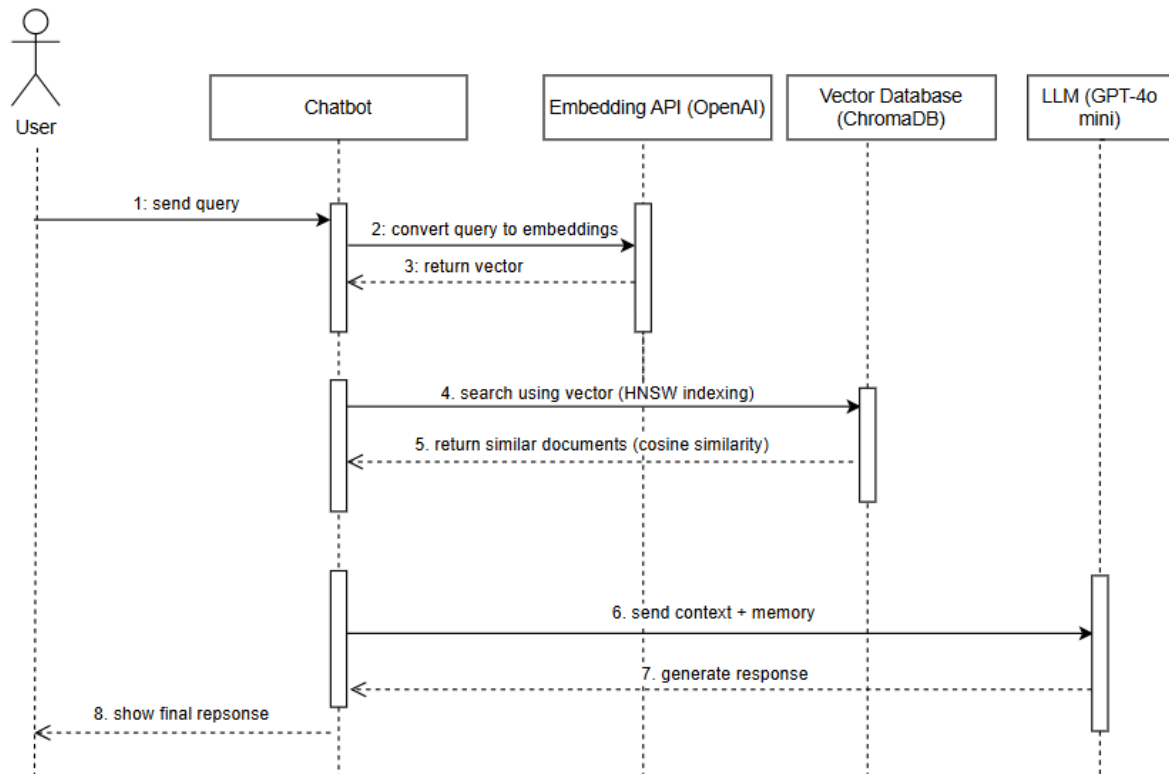 User
Chatbot
Embedding API (OpenAI)
Vector Database
(ChromaDB)
LLM (GPT-4o
mini)
1: send query
2: convert query to embeddings
3: return vector
4. search using vector (HNSW indexing)
5. return similar documents (cosine similarity)
6. send context + memory
7. generate response
8. show final repsonse